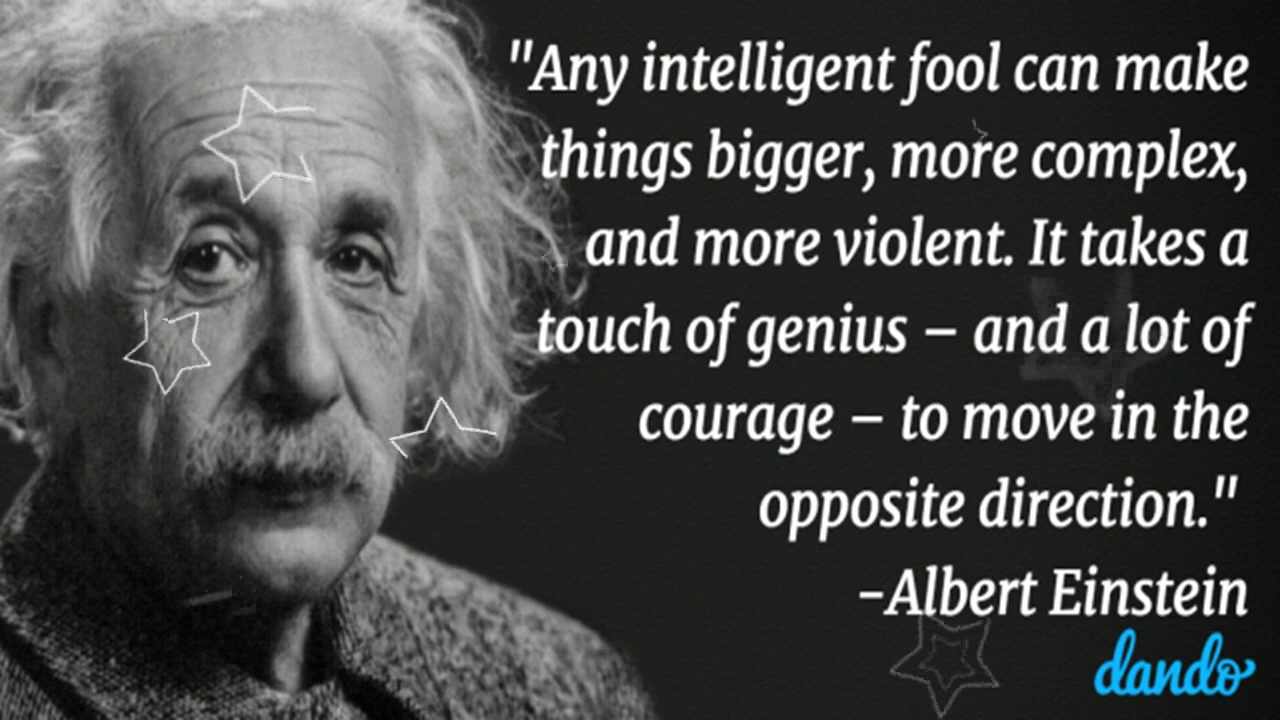 "Any intelligent fool can make
things bigger, more complex,
and more violent. It takes a
touch of genius – and a lot of
courage – to move in the
opposite direction."
-Albert Einstein
dando